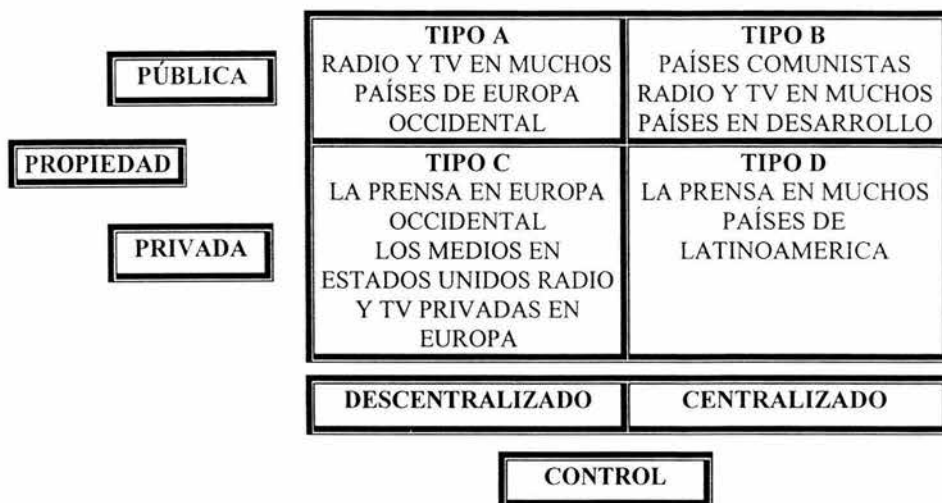 PÚBLICA
PROPIEDAD
PRIVADA
TIPO A
RADIO Y TV EN MUCHOS
PAÍSES DE EUROPA
OCCIDENTAL
TIPO B
PAÍSES COMUNISTAS
RADIO Y TV EN MUCHOS
PAÍSES EN DESARROLLO
TIPO C
LA PRENSA EN EUROPA
OCCIDENTAL
LOS MEDIOS EN
ESTADOS UNIDOS RADIO
Y TV PRIVADAS EN
EUROPA
TIPO D
LA PRENSA EN MUCHOS
PAÍSES DE
LATINOAMERICA
DESCENTRALIZADO
CENTRALIZADO
CONTROL